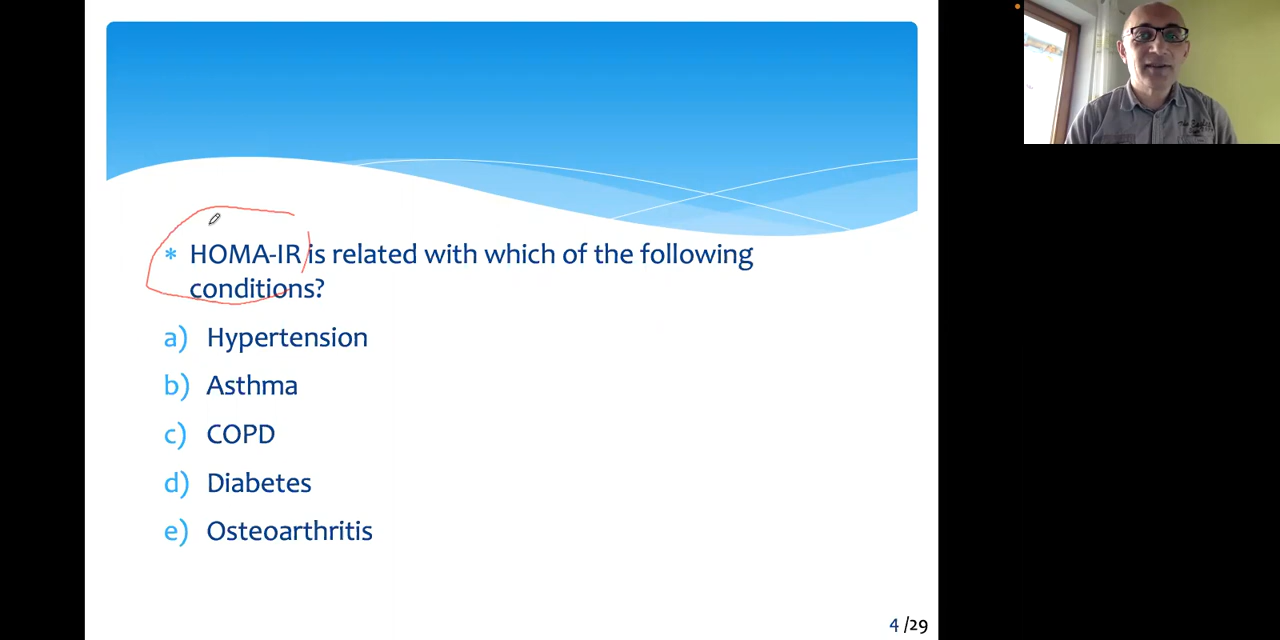 * HOMA-IR is related with which of the following
conditions?
a) Hypertension
b) Asthma
c) COPD
d) Diabetes
e) Osteoarthritis
4 /29